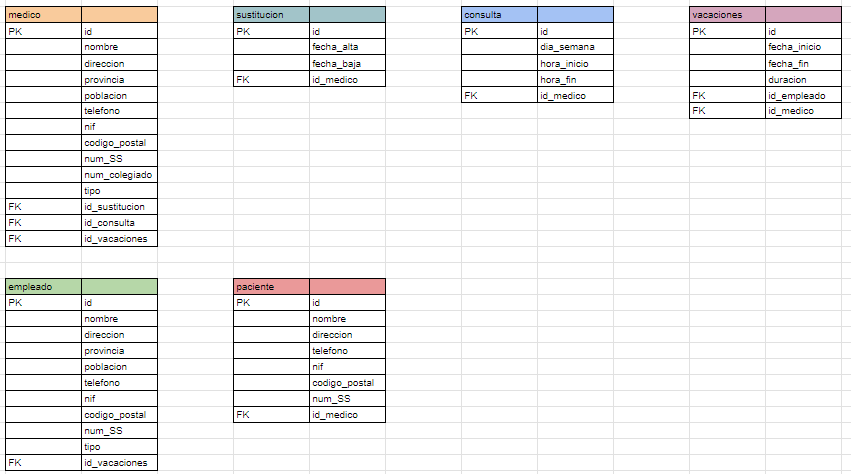 medico
PK id
nombre
direccion
provincia
poblacion
telefono
nif
codigo_postal
num_SS
num_colegiado
tipo
FK id_sustitucion
FK id_consulta
FK id_vacaciones
sustitucion
PK id
fecha_alta
fecha_baja
FK id_medico
consulta
PK id
dia_semana
hora_inicio
hora_fin
FK id_medico
vacaciones
PK id
fecha_inicio
fecha_fin
duracion
FK id_empleado
FK id_medico
empleado
PK id
nombre
direccion
provincia
poblacion
telefono
nif
codigo_postal
num_SS
tipo
FK id_vacaciones
paciente
PK id
nombre
direccion
telefono
nif
codigo_postal
num_SS
FK id_medico